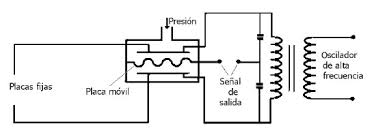 Presión
Placas fijas
Placa móvil
Señal
de
salida
Oscilador
de alta
frecuencia